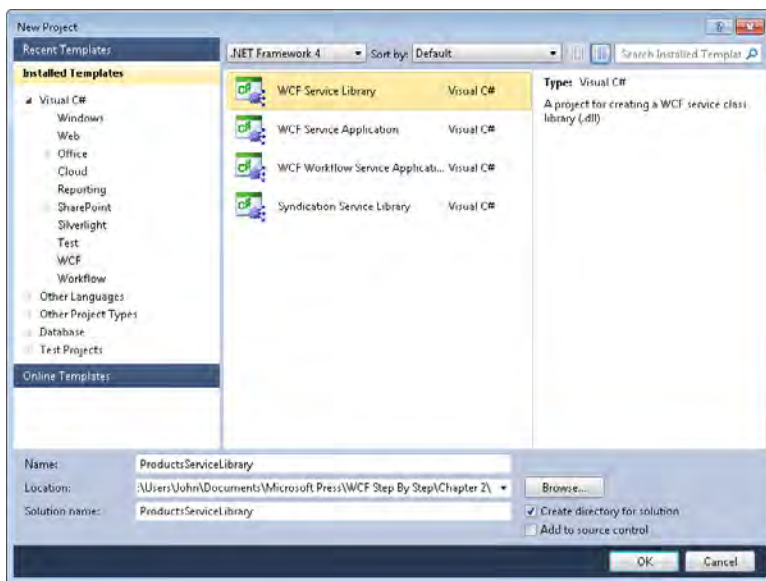 New Project
Recent Templates
.NET Framework 4
Sort by: Default
Search Installed Templat
Installed Templates
Visual C#
Windows
Web
Office
Cloud
Reporting
SharePoint
Silverlight
Test
WCF
Workflow
Other Languages
Other Project Types
Database
Test Projects
Online Templates
WCF Service Library Visual C#
WCF Service Application Visual C#
WCF Workflow Service Applicati... Visual C#
Syndication Service Library Visual C#
Type: Visual C#
A project for creating a WCF service class
library (.dll)
Name: ProductsServiceLibrary
Location: :\Users\John\Documents\Microsoft Press\WCF Step By Step\Chapter 2\ Browse...
Solution name: ProductsServiceLibrary
Create directory for solution
Add to source control
OK Cancel